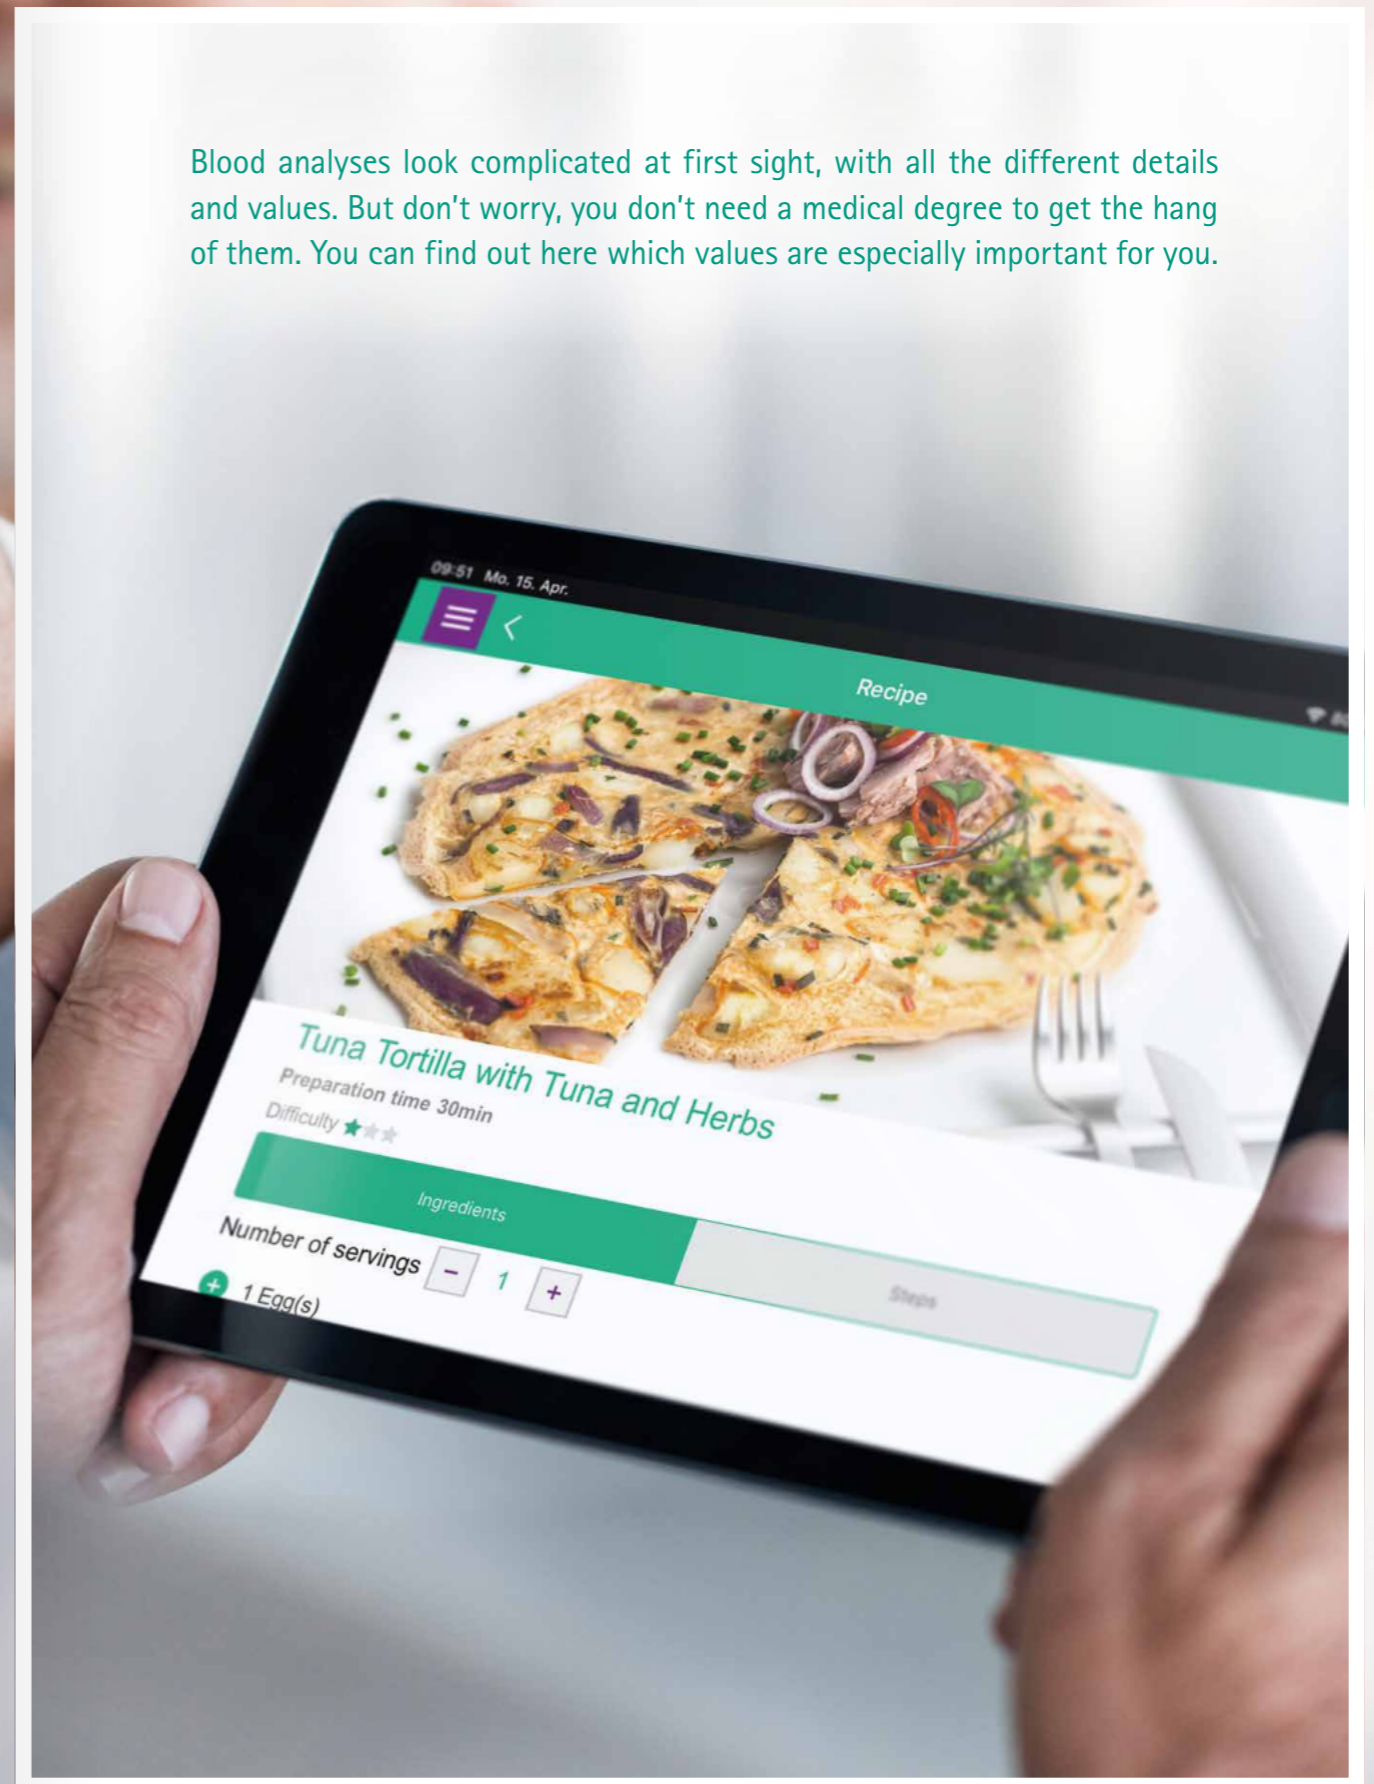 Blood analyses look complicated at first sight, with all the different details
and values. But don't worry, you don't need a medical degree to get the hang
of them. You can find out here which values are especially important for you.
09:51 Mo. 15. Apr.
Recipe
Tuna Tortilla with Tuna and Herbs
Preparation time 30min
Difficulty
Ingredients
Steps
Number of servings - 1 +
+ 1 Egg(s)